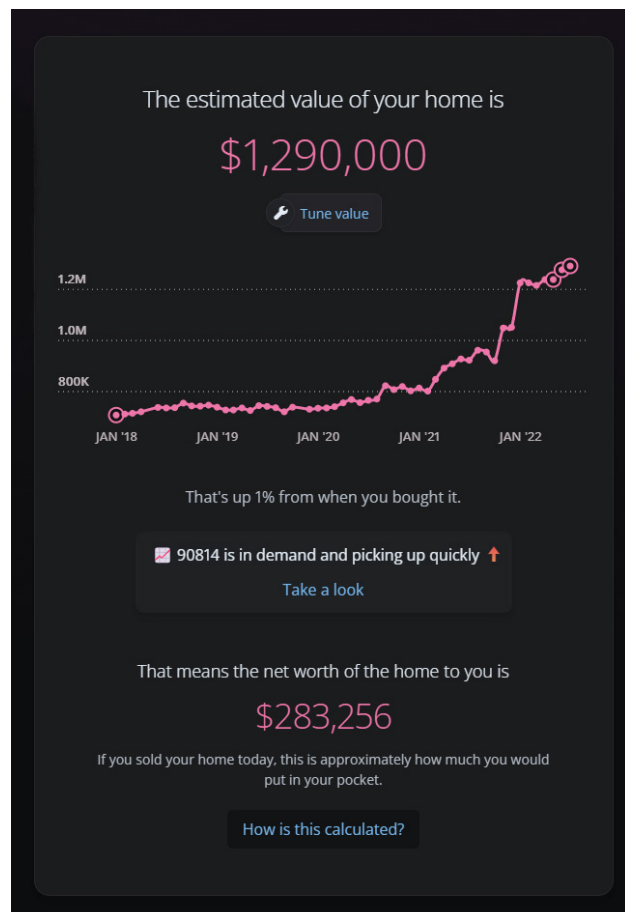 The estimated value of your home is
$1,290,000
Tune value
1.2M
1.0M
800K
JAN '18 JAN '19 JAN '20 JAN '21 JAN '22
That's up 1% from when you bought it.
90814 is in demand and picking up quickly
Take a look
That means the net worth of the home to you is
$283,256
If you sold your home today, this is approximately how much you would
put in your pocket.
How is this calculated?